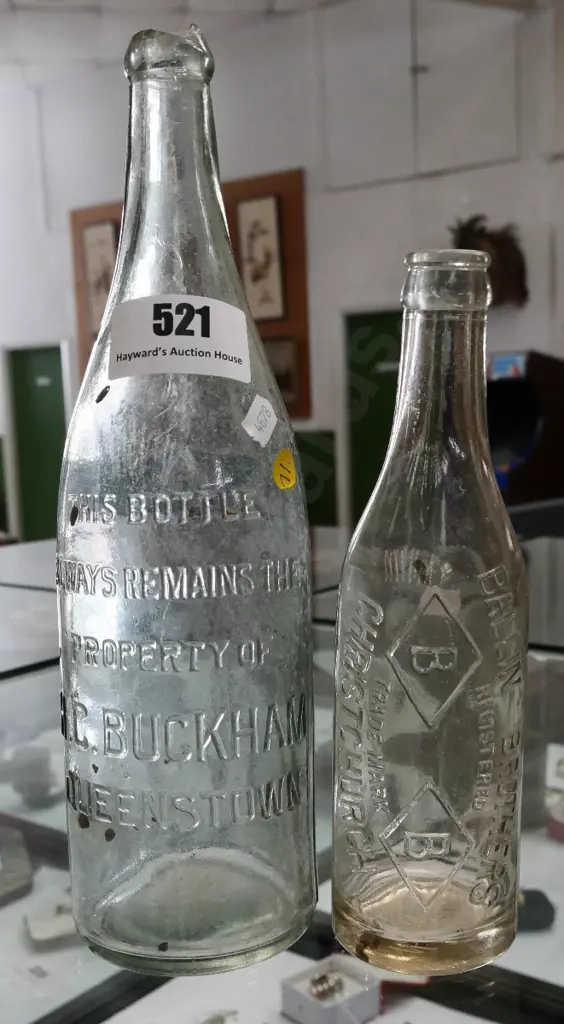 521
Hayward's Auction House
4678
THIS BOTTLE
ALWAYS REMAINS THE
PROPERTY OF
H.C. BUCKHAM
QUEENSTOWN
BALLIN BROTHERS
REGISTERED
B
B
TRADE MARK
CHRISTCHURCH